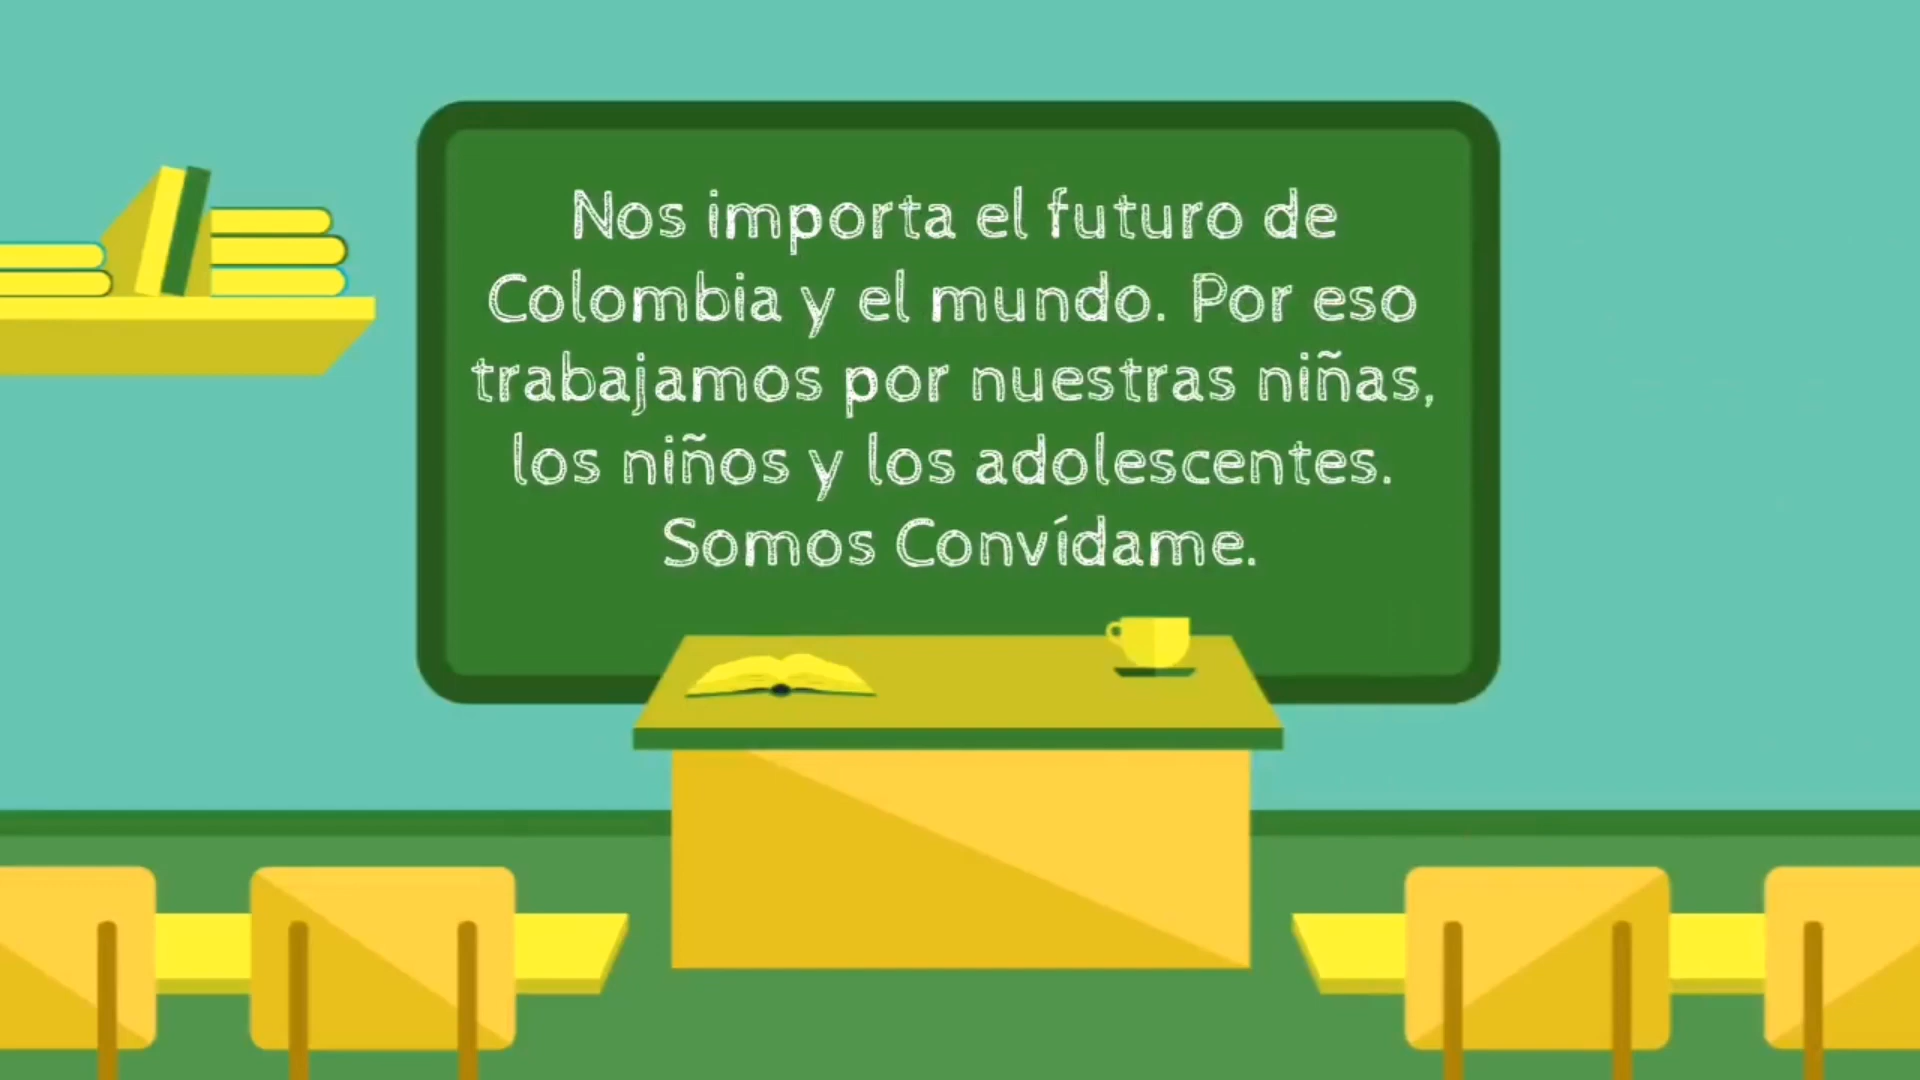 Nos importa el futuro de
Colombia y el mundo. Por eso
trabajamos por nuestras niñas,
los niños y los adolescentes.
Somos Convídame.